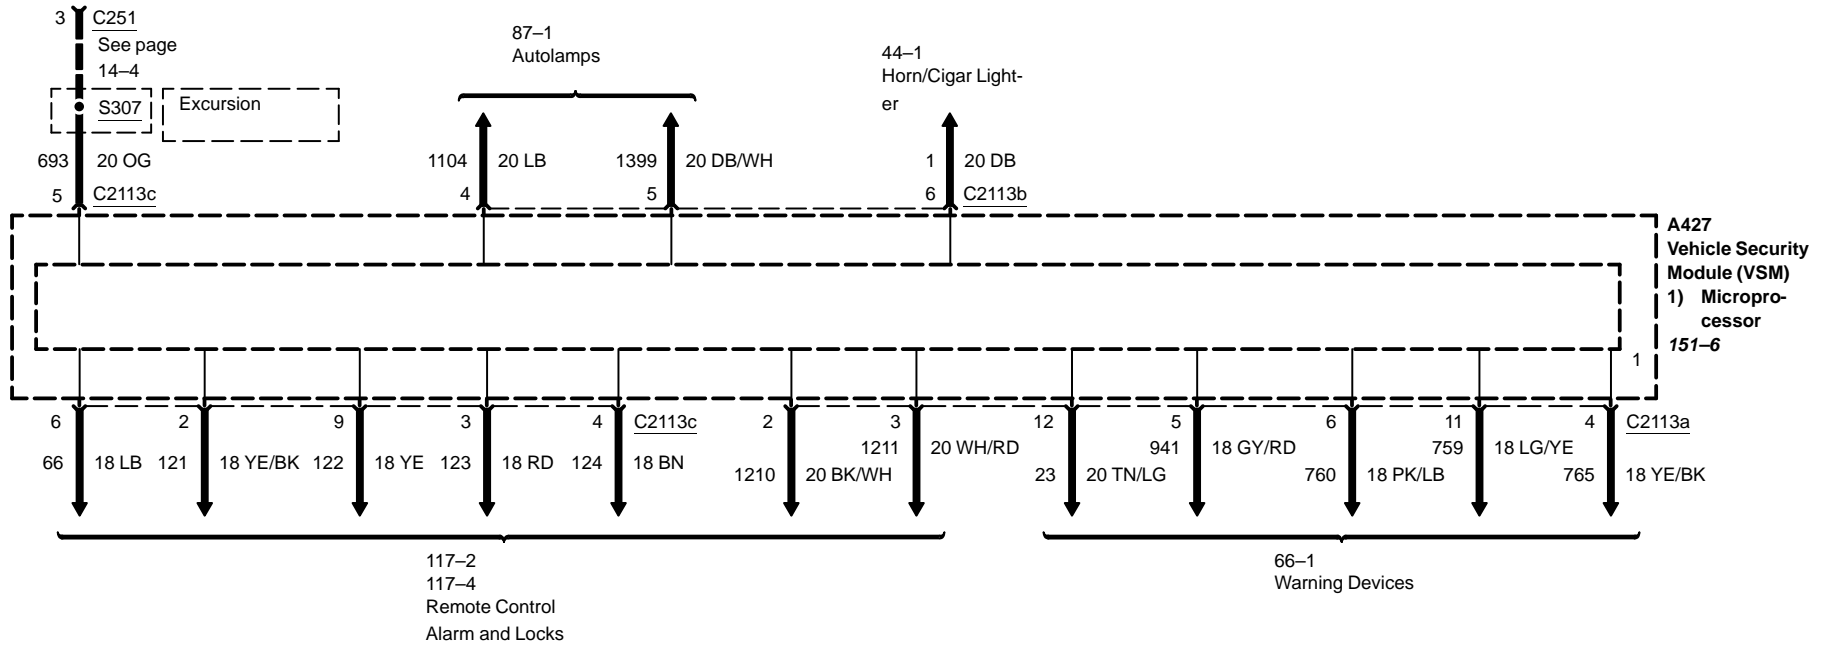 3 C251
See page
14–4
S307
Excursion
693 20 OG
5 C2113c
87–1
Autolamps
1104 20 LB
4
1399 20 DB/WH
5
44–1
Horn/Cigar Light-
er
1 20 DB
6 C2113b
A427
Vehicle Security
Module (VSM)
1) Micropro-
cessor
151–6
1
6 2 9 3 4 C2113c 2 3 12 5 6 11 4 C2113a
66 18 LB 121 18 YE/BK 122 18 YE 123 18 RD 124 18 BN
1210 20 BK/WH
1211 20 WH/RD
23 20 TN/LG
941 18 GY/RD
760 18 PK/LB
759 18 LG/YE
765 18 YE/BK
117–2
117–4
Remote Control
Alarm and Locks
66–1
Warning Devices